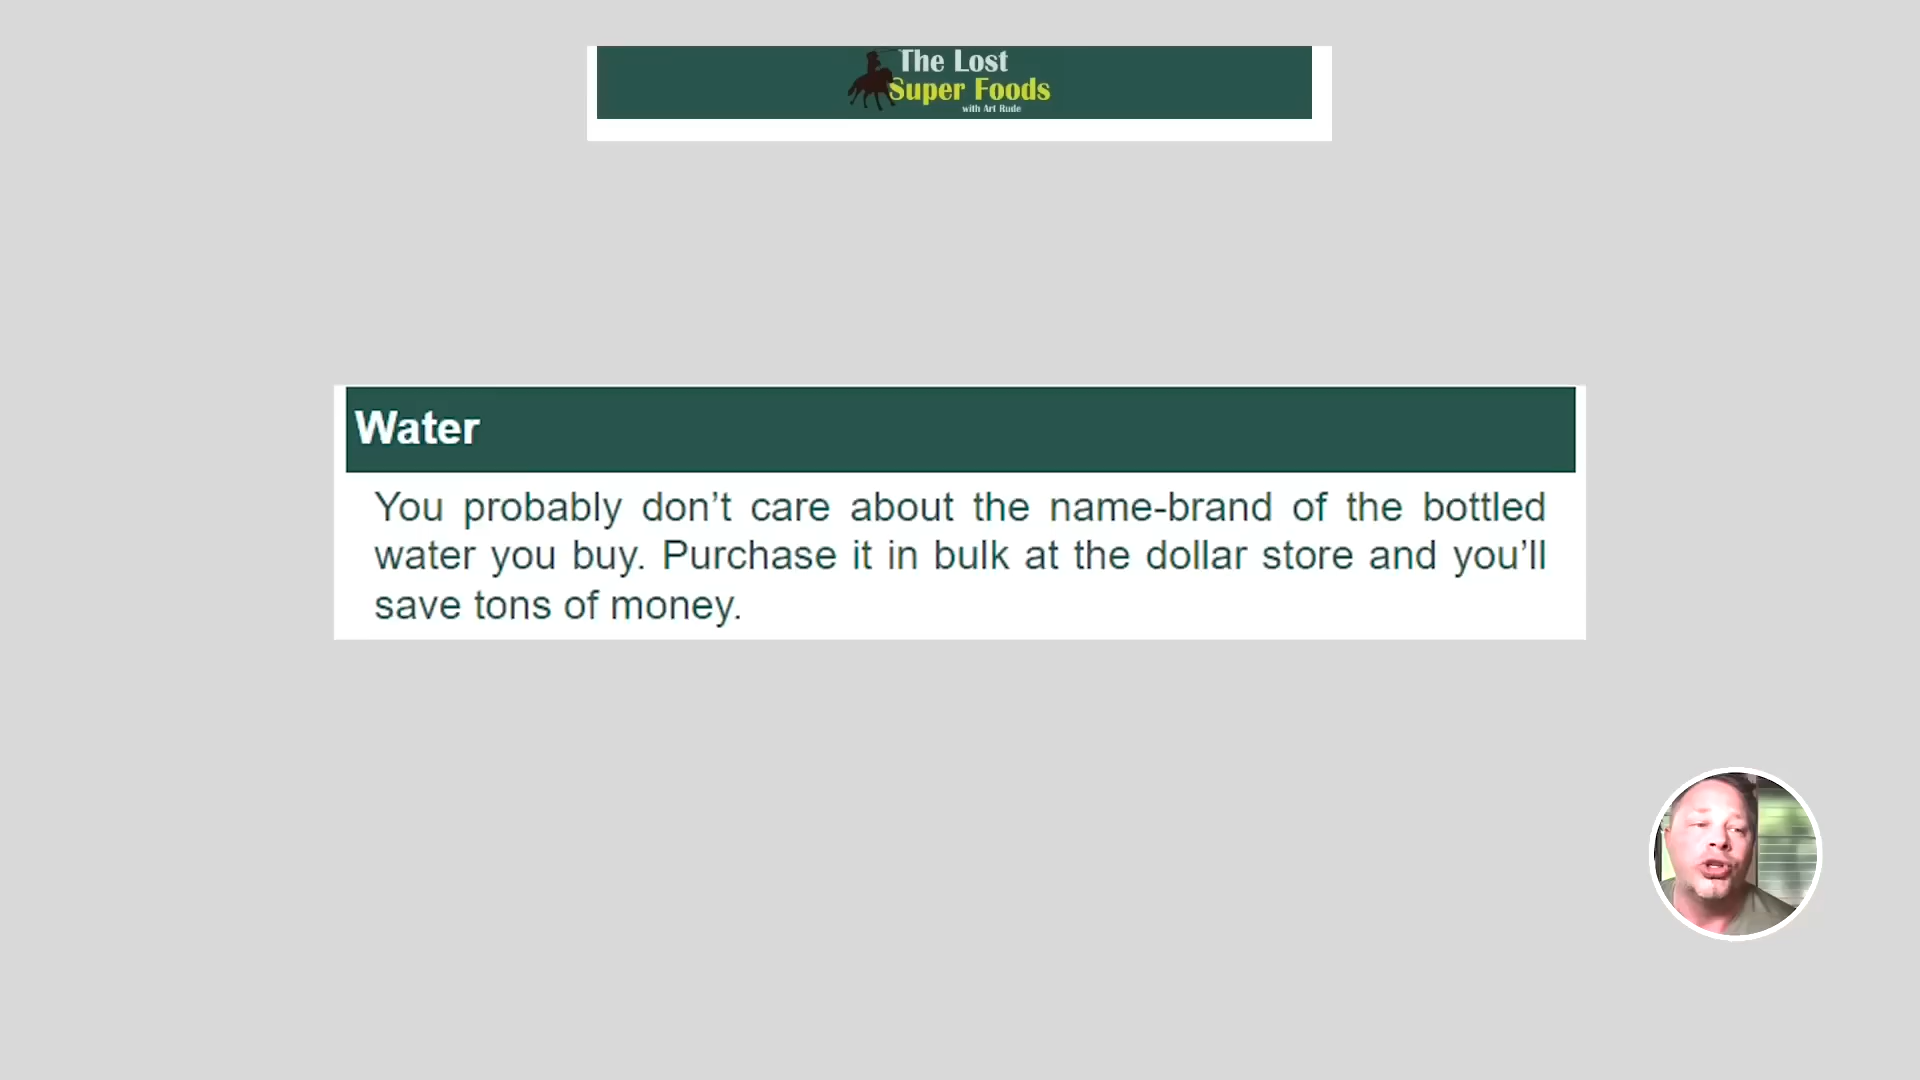 The Lost
Super Foods
with Art Rude
Water
You probably don’t care about the name-brand of the bottled
water you buy. Purchase it in bulk at the dollar store and you’ll
save tons of money.